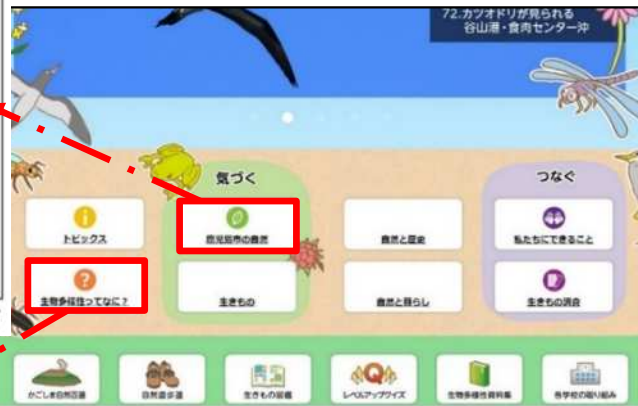 72.カツオドリが見られる
谷山港・食肉センター沖
気づく
つなぐ
トピックス
鹿児島市の自然
自然と歴史
私たちにできること
生物多様性ってなに？
生きもの
自然と暮らし
生きもの調査
かごしま自然百選
自然遊歩道
生きもの図鑑
レベルアップクイズ
生物多様性資料集
各学校の取り組み